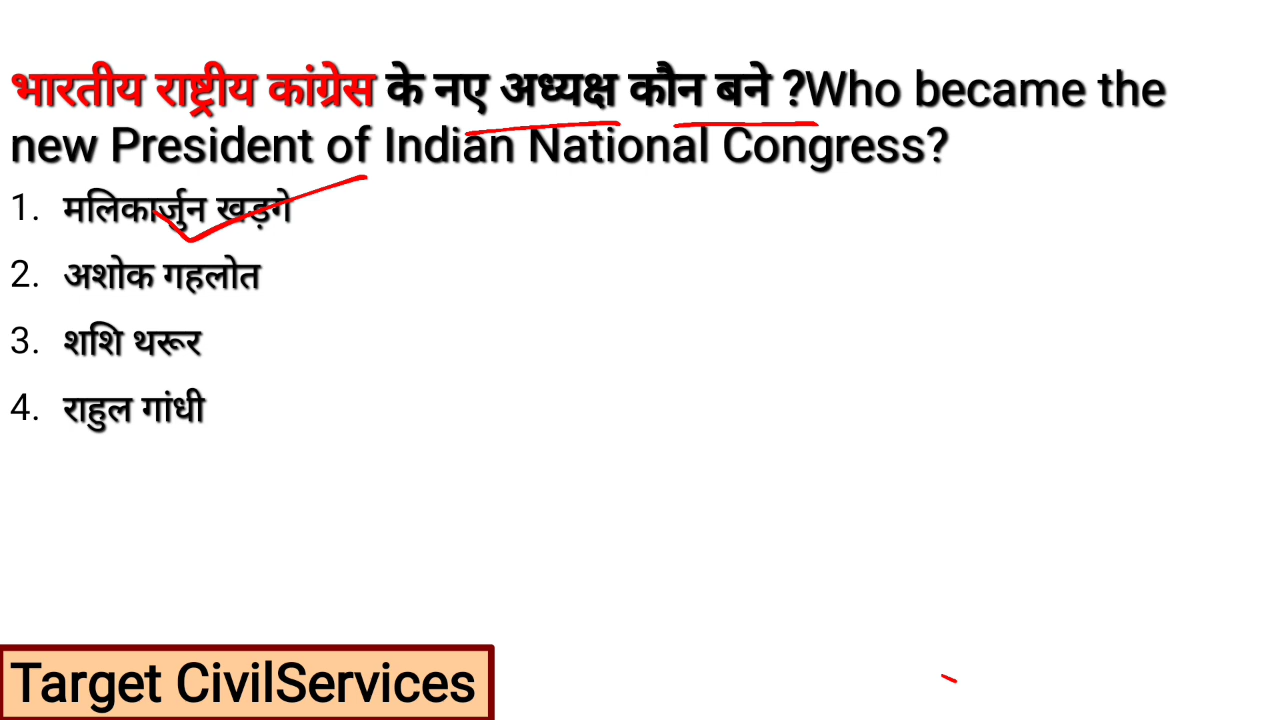 भारतीय राष्ट्रीय कांग्रेस के नए अध्यक्ष कौन बने ?Who became the
new President of Indian National Congress?
1. मलिकार्जुन खड़गे
2. अशोक गहलोत
3. शशि थरूर
4. राहुल गांधी
Target CivilServices